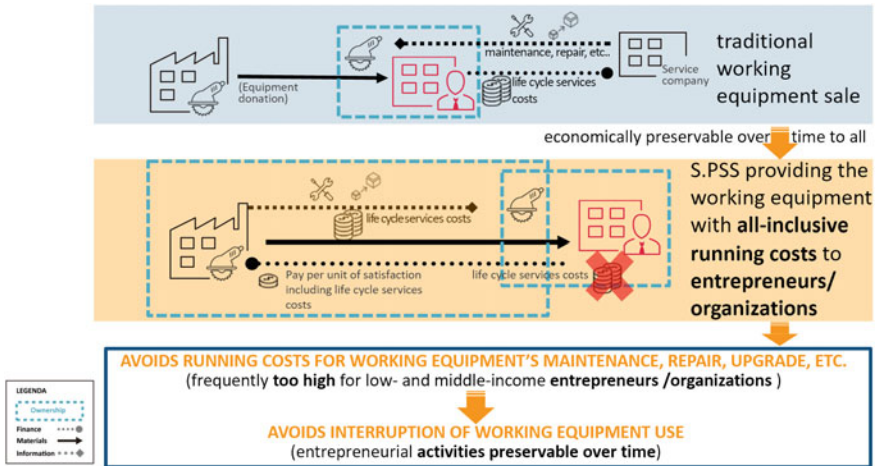 maintenance, repair, etc..
(Equipment
donation)
life cycle services
costs
Service
company
traditional
working
equipment sale
economically preservable over time to all
life cycle services costs
Pay per unit of satisfaction
including life cycle services
costs
life cycle services costs
S.PSS providing the
working equipment
with all-inclusive
running costs to
entrepreneurs/
organizations
AVOIDS RUNNING COSTS FOR WORKING EQUIPMENT'S MAINTENANCE, REPAIR, UPGRADE, ETC.
(frequently too high for low- and middle-income entrepreneurs /organizations )
AVOIDS INTERRUPTION OF WORKING EQUIPMENT USE
(entrepreneurial activities preservable over time)
LEGENDA
Ownership
Finance
Materials
Information